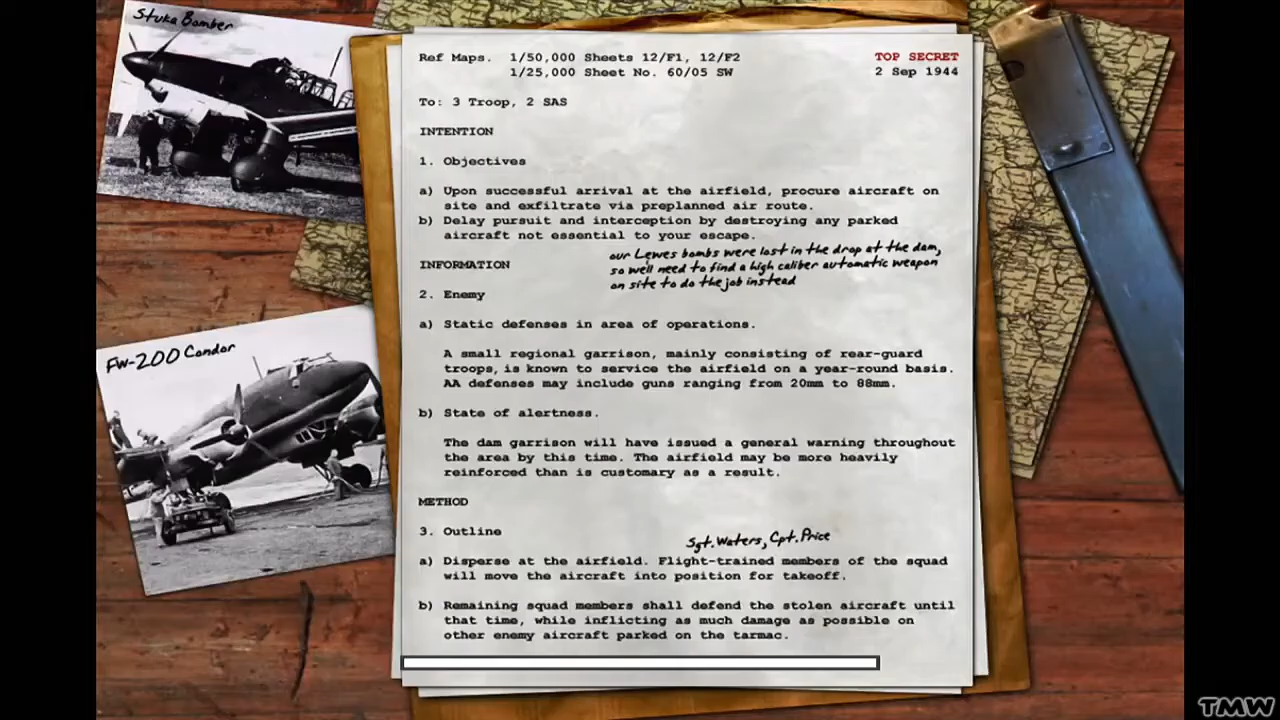 Stuka Bomber
Ref Maps. 1/50,000 Sheets 12/F1, 12/F2
1/25,000 Sheet No. 60/05 SW
TOP SECRET
2 Sep 1944
To: 3 Troop, 2 SAS
INTENTION
1. Objectives
a) Upon successful arrival at the airfield, procure aircraft on
site and exfiltrate via preplanned air route.
b) Delay pursuit and interception by destroying any parked
aircraft not essential to your escape.
our Lewes bombs were lost in the drop at the dam,
so well need to find a high caliber automatic weapon
on site to do the job instead
INFORMATION
2. Enemy
a) Static defenses in area of operations.
A small regional garrison, mainly consisting of rear-guard
troops, is known to service the airfield on a year-round basis.
AA defenses may include guns ranging from 20mm to 88mm.
FW-200 Condor
b) State of alertness.
The dam garrison will have issued a general warning throughout
the area by this time. The airfield may be more heavily
reinforced than is customary as a result.
METHOD
3. Outline
Sgt. Waters, Cpt. Price
a) Disperse at the airfield. Flight-trained members of the squad
will move the aircraft into position for takeoff.
b) Remaining squad members shall defend the stolen aircraft until
that time, while inflicting as much damage as possible on
other enemy aircraft parked on the tarmac.
TMW